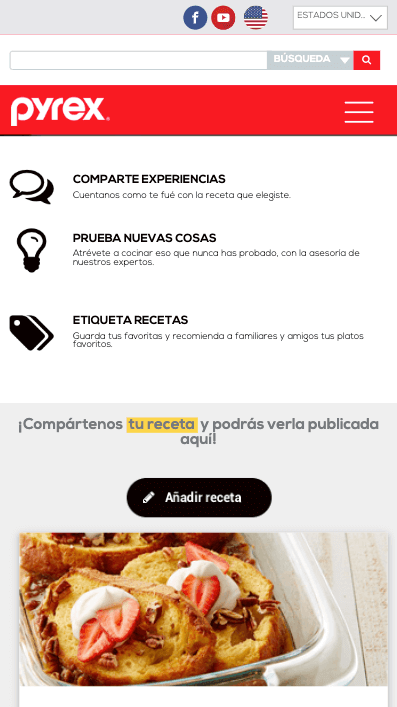 ESTADOS UNID...
BÚSQUEDA
pyrex
COMPARTE EXPERIENCIAS
Cuentanos como te fué con la receta que elegiste.
PRUEBA NUEVAS COSAS
Atrévete a cocinar eso que nunca has probado, con la asesoría de
nuestros expertos.
ETIQUETA RECETAS
Guarda tus favoritas y recomienda a familiares y amigos tus platos
favoritos.
¡Compártenos tu receta y podrás verla publicada
aquí!
Añadir receta